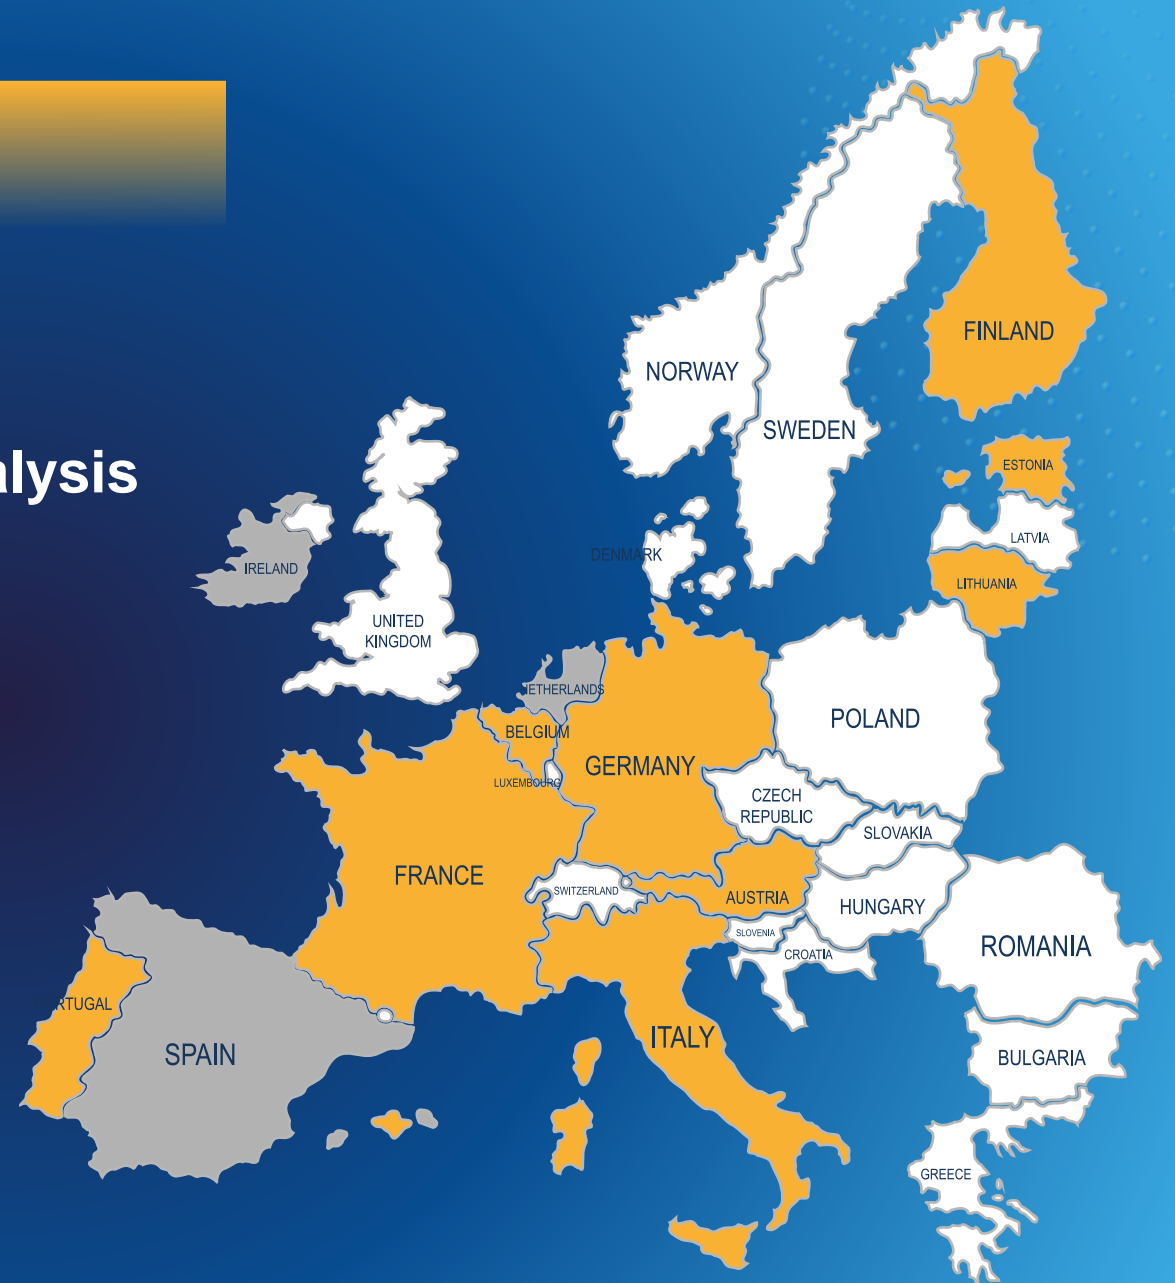 FINLAND
NORWAY
SWEDEN
ESTONIA
alysis
LATVIA
DENMARK
IRELAND
LITHUANIA
UNITED
KINGDOM
ETHERLANDS
POLAND
BELGIUM
GERMANY
LUXEMBOURG
CZECH
REPUBLIC
SLOVAKIA
FRANCE
SWITZERLAND
AUSTRIA
HUNGARY
SLOVENIA
CROATIA
ROMANIA
RTUGAL
ITALY
SPAIN
BULGARIA
GREECE